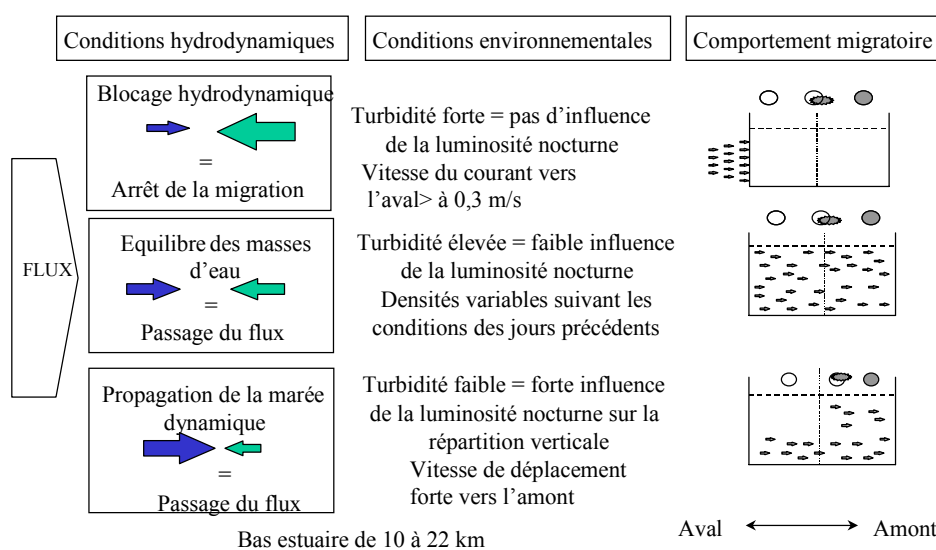 Conditions hydrodynamiques
Conditions environnementales
Comportement migratoire
FLUX
Blocage hydrodynamique
=
Arrêt de la migration
Turbidité forte = pas d’influence
de la luminosité nocturne
Vitesse du courant vers
l’aval> à 0,3 m/s
Equilibre des masses
d’eau
=
Passage du flux
Turbidité élevée = faible influence
de la luminosité nocturne
Densités variables suivant les
conditions des jours précédents
Propagation de la marée
dynamique
=
Passage du flux
Turbidité faible = forte influence
de la luminosité nocturne sur la
répartition verticale
Vitesse de déplacement
forte vers l’amont
Bas estuaire de 10 à 22 km
Aval
Amont